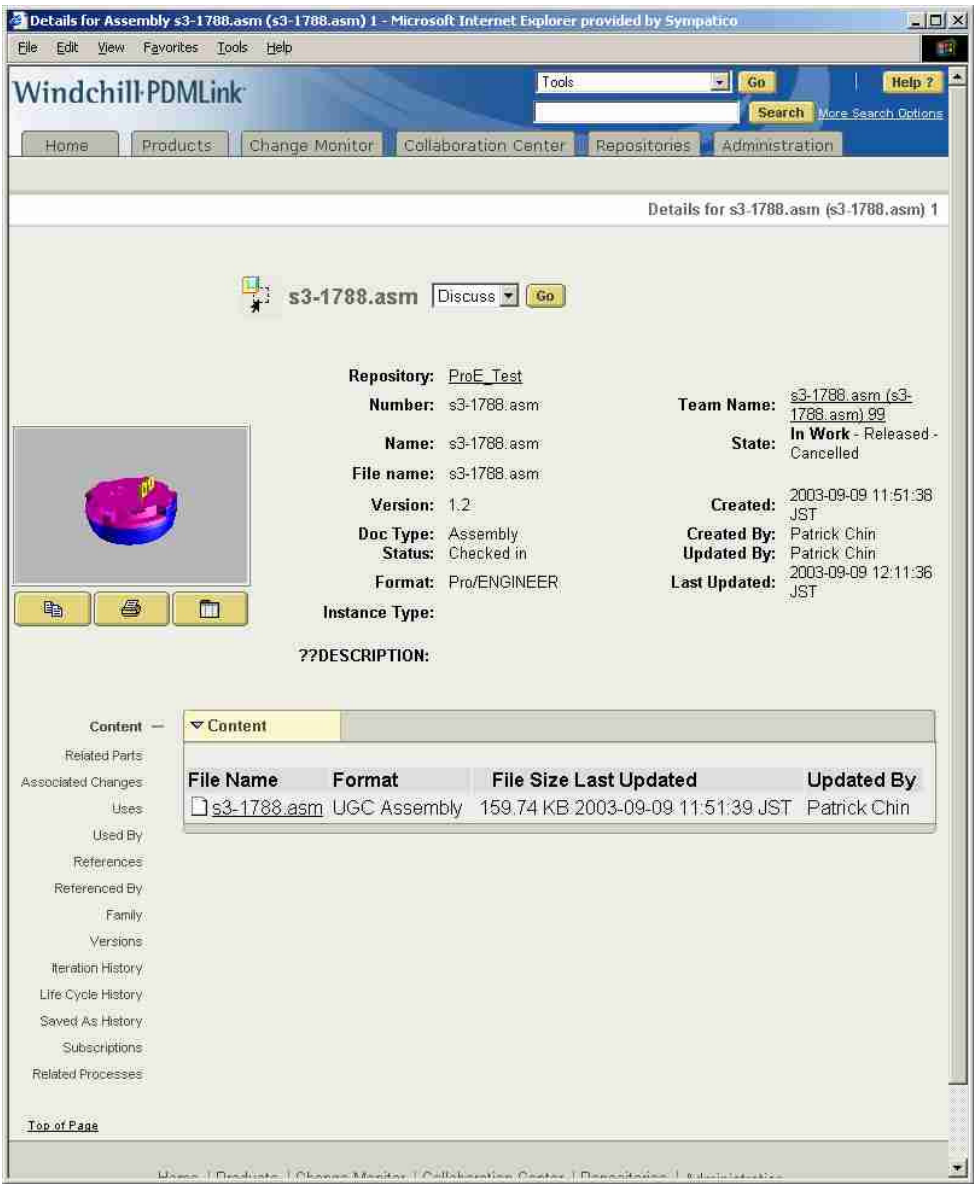 Details for Assembly s3-1788.asm (s3-1788.asm) 1 - Microsoft Internet Explorer provided by Sympatico
File Edit View Favorites Tools Help
Windchill PDMLink
Tools Go Help ?
Search More Search Options
Home Products Change Monitor Collaboration Center Repositories Administration
Details for s3-1788.asm (s3-1788.asm) 1
s3-1788.asm Discuss Go
Repository: ProE_Test
Number: s3-1788.asm
Team Name: s3-1788.asm (s3-
1788.asm) 99
Name: s3-1788.asm
State: In Work - Released -
Cancelled
File name: s3-1788.asm
Version: 1.2
Created: 2003-09-09 11:51:38
JST
Doc Type: Assembly
Created By: Patrick Chin
Status: Checked in
Updated By: Patrick Chin
Format: Pro/ENGINEER
Last Updated: 2003-09-09 12:11:36
JST
Instance Type:
??DESCRIPTION:
Content
Related Parts
Associated Changes
Uses
Used By
References
Referenced By
Family
Versions
Iteration History
Life Cycle History
Saved As History
Subscriptions
Related Processes
Content
File Name Format File Size Last Updated Updated By
s3-1788.asm UGC Assembly 159.74 KB 2003-09-09 11:51:39 JST Patrick Chin
Top of Page
Home | Products | Change Monitor | Collaboration Center | Repositories | Administration